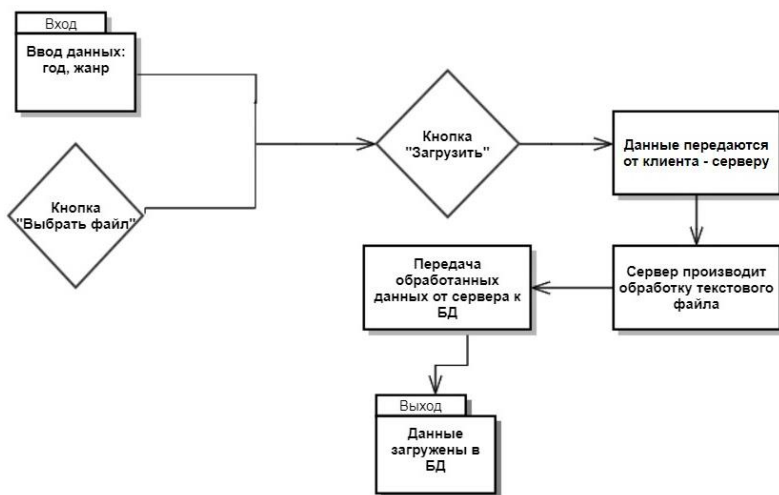 Вход
Ввод данных:
год, жанр
Кнопка
"Выбрать файл"
Кнопка
"Загрузить"
Данные передаются
от клиента - серверу
Сервер производит
обработку текстового
файла
Передача
обработанных
данных от сервера к
БД
Выход
Данные
загружены в
БД